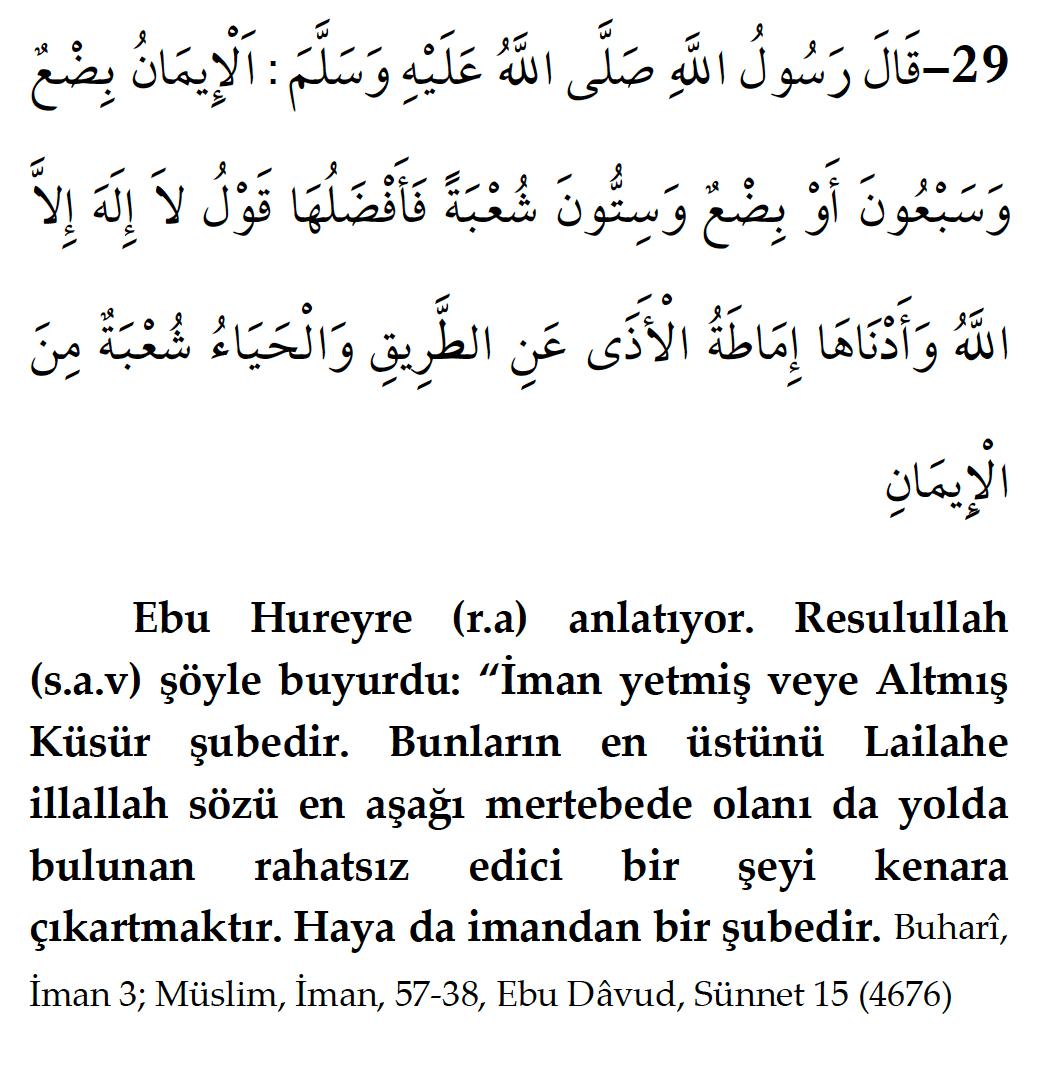 29–قَالَ رَسُولُ اللَّهِ صَلَّى اللَّهُ عَلَيْهِ وَسَلَّمَ : اَلْإِيمَانُ بِضْعٌ
وَسَبْعُونَ أَوْ بِضْعٌ وَسِتُّونَ شُعْبَةً فَأَفْضَلُهَا قَوْلُ لاَ إِلَهَ إِلاَّ
اللَّهُ وَأَدْنَاهَا إِمَاطَةُ الْأَذَى عَنِ الطَّرِيقِ وَالْحَيَاءُ شُعْبَةٌ مِنَ
الْإِيمَانِ
Ebu Hureyre (r.a) anlatıyor. Resulullah
(s.a.v) şöyle buyurdu: “İman yetmiş veye Altmış
Küsür şubedir. Bunların en üstünü Lailahe
illallah sözü en aşağı mertebede olanı da yolda
bulunan rahatsız edici bir şeyi kenara
çıkartmaktır. Haya da imandan bir şubedir. Buharî,
İman 3; Müslim, İman, 57-38, Ebu Dâvud, Sünnet 15 (4676)